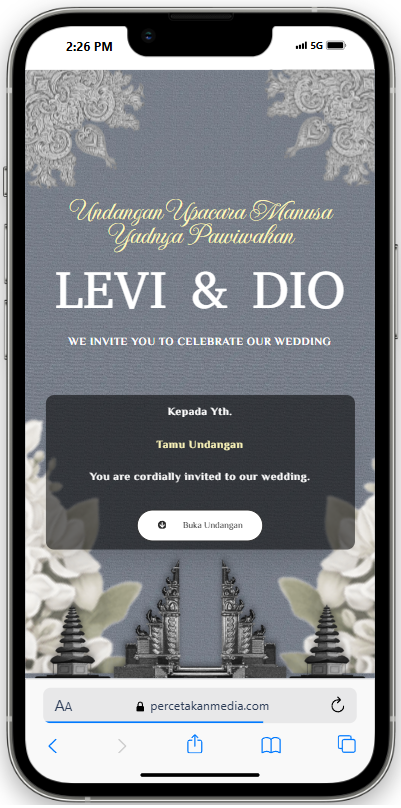 2:26 PM
5G
Undangan Upacara Manusa
Yadnya Pawiwahan
LEVI & DIO
WE INVITE YOU TO CELEBRATE OUR WEDDING
Kepada Yth.
Tamu Undangan
You are cordially invited to our wedding.
Buka Undangan
AA
percetakanmedia.com